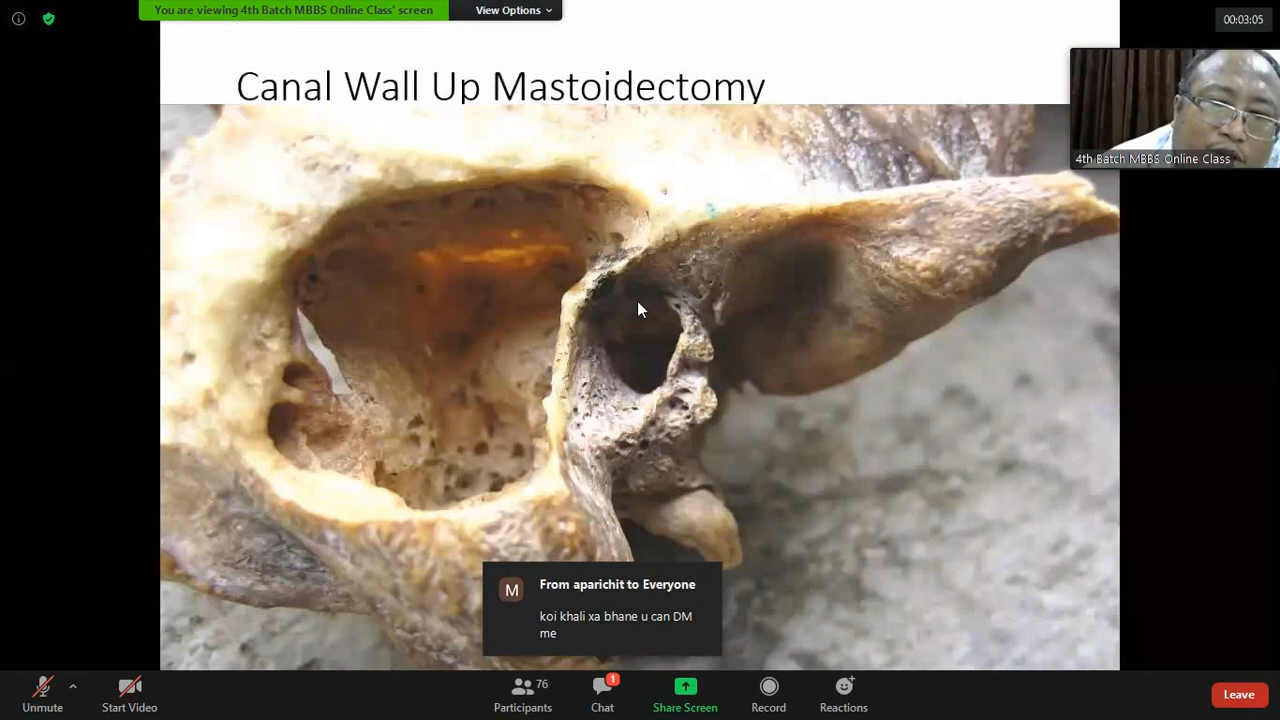 You are viewing 4th Batch MBBS Online Class' screen
View Options
00:03:05
Canal Wall Up Mastoidectomy
4th Batch MBBS Online Class
M
From aparichit to Everyone
koi khali xa bhane u can DM
me
Unmute
Start Video
76
Participants
1
Chat
Share Screen
Record
Reactions
Leave